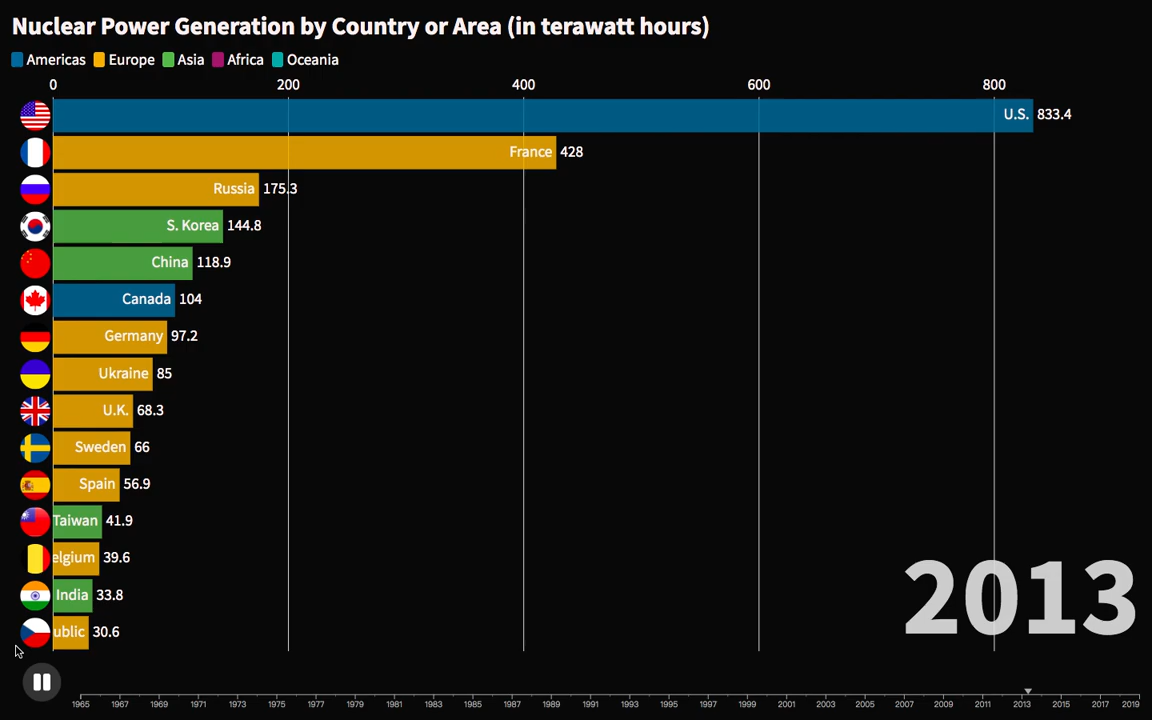 Nuclear Power Generation by Country or Area (in terawatt hours)
Americas Europe Asia Africa Oceania
0 200 400 600 800
U.S. 833.4
France 428
Russia 175.3
S. Korea 144.8
China 118.9
Canada 104
Germany 97.2
Ukraine 85
U.K. 68.3
Sweden 66
Spain 56.9
Taiwan 41.9
elgium 39.6
India 33.8
ublic 30.6
2013
1965 1967 1969 1971 1973 1975 1977 1979 1981 1983 1985 1987 1989 1991 1993 1995 1997 1999 2001 2003 2005 2007 2009 2011 2013 2015 2017 2019